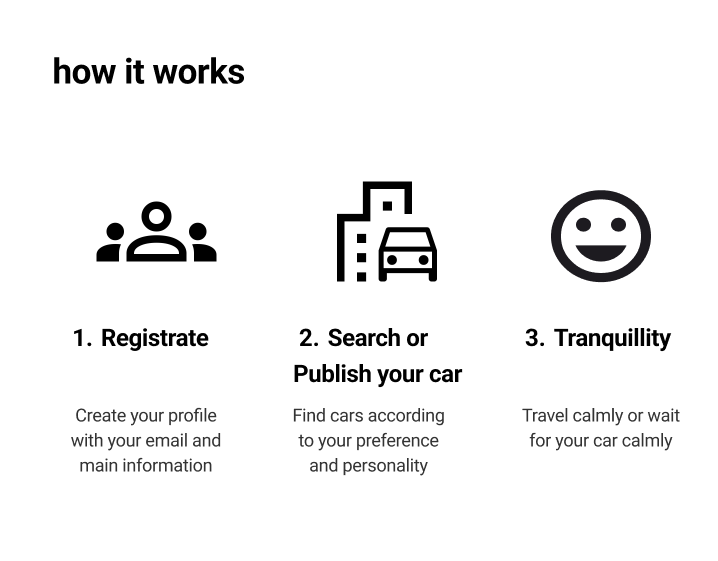 how it works
1. Registrate
Create your profile
with your email and
main information
2. Search or
Publish your car
Find cars according
to your preference
and personality
3. Tranquillity
Travel calmly or wait
for your car calmly